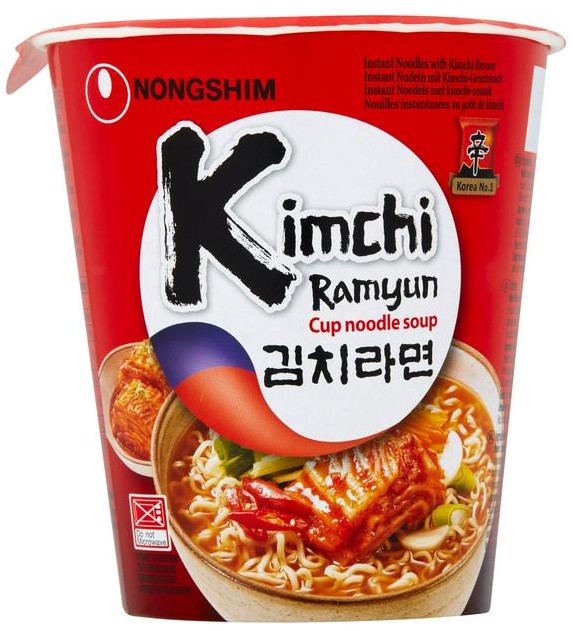 NONGSHIM
Instant Noodles with Kimchi flavour
Instant Nudeln mit Kimchi-Geschmack
Instant Noedels met kimchi-smaak
Nouilles instantanées au goût de kimchi
辛
Korea No.1
Kimchi
Ramyun
Cup noodle soup
김치라면
Do not
Microwave